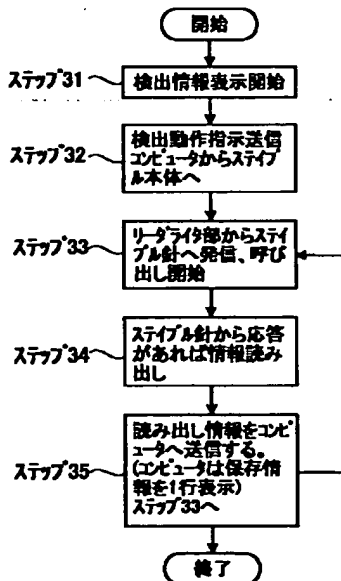 開始
ステップ31
検出情報表示開始
ステップ32
検出動作指示送信
コンピュータからステイプ
ル本体へ
ステップ33
リーダライタ部からステイ
プル針へ発信、呼び
出し開始
ステップ34
ステイプル針から応答
があれば情報読み
出し
ステップ35
読み出し情報をコンピ
ュータへ送信する。
(コンピュータは保存情
報を1行表示)
ステップ33へ
終了